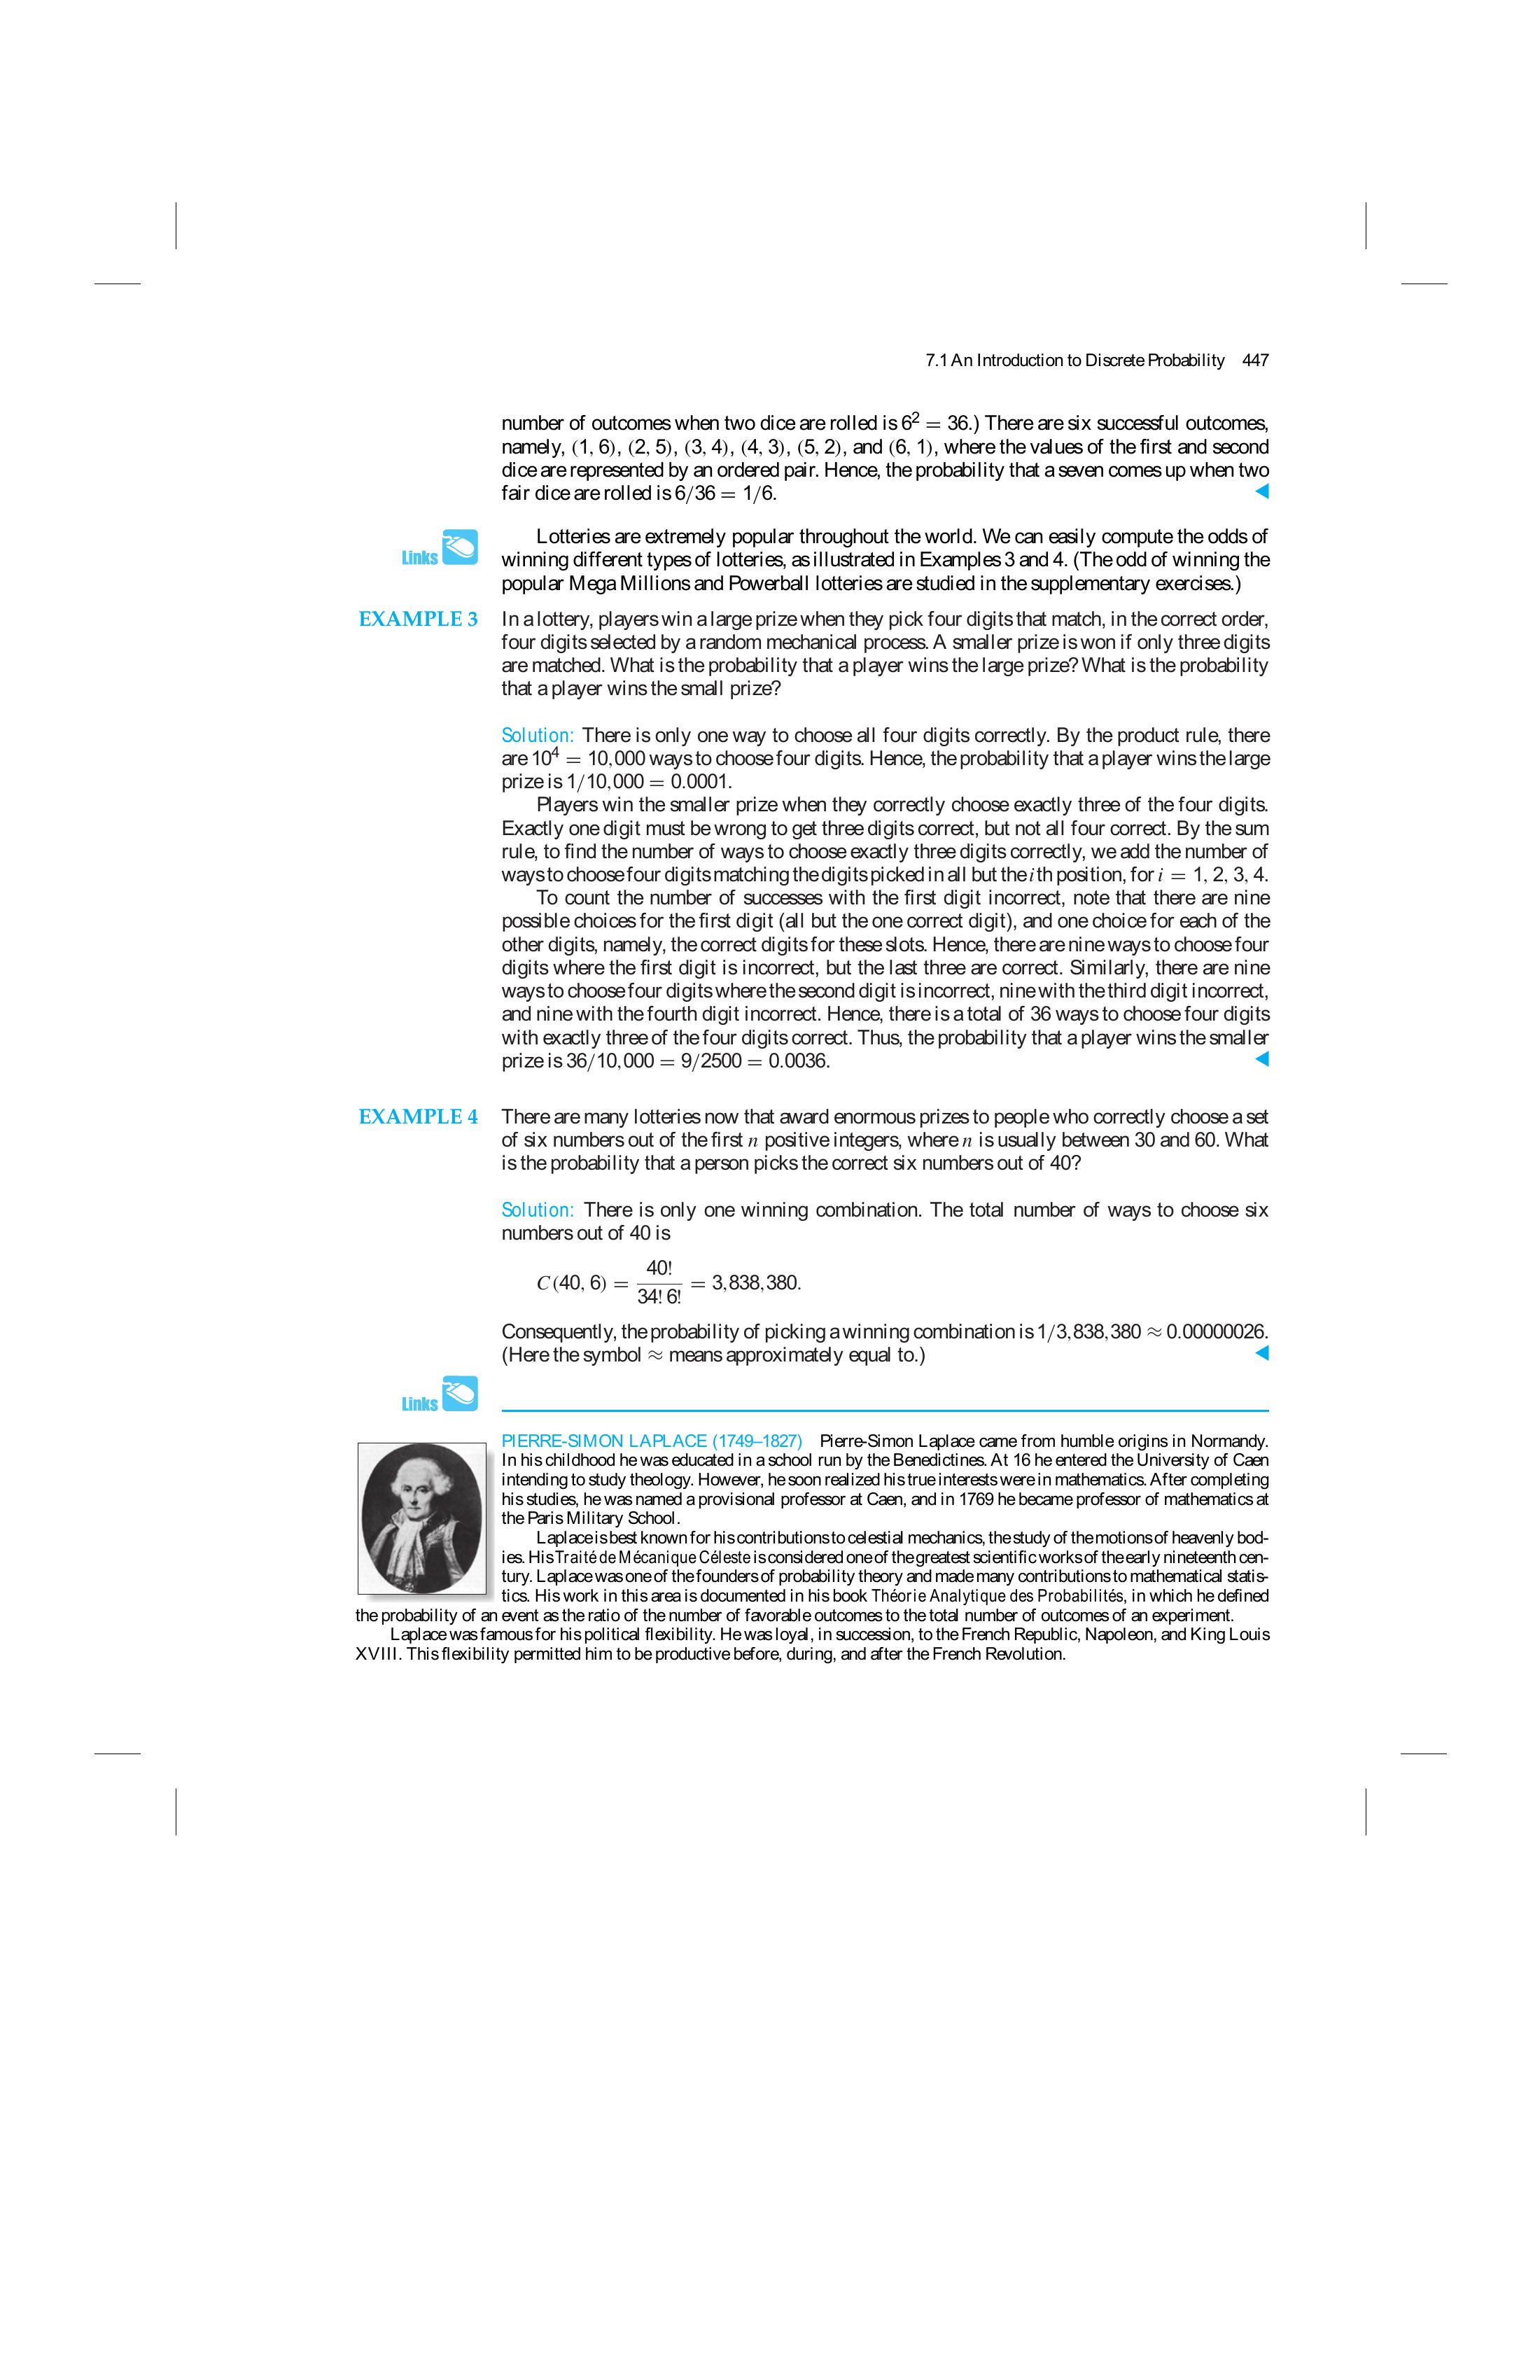 7.1 An Introduction to Discrete Probability 447
number of outcomes when two dice are rolled is 6² = 36.) There are six successful outcomes,
namely, (1, 6), (2, 5), (3, 4), (4, 3), (5, 2), and (6, 1), where the values of the first and second
dice are represented by an ordered pair. Hence, the probability that a seven comes up when two
fair dice are rolled is 6/36 = 1/6.
Links
Lotteries are extremely popular throughout the world. We can easily compute the odds of
winning different types of lotteries, as illustrated in Examples 3 and 4. (The odd of winning the
popular Mega Millions and Powerball lotteries are studied in the supplementary exercises.)
EXAMPLE 3 In a lottery, players win a large prize when they pick four digits that match, in the correct order,
four digits selected by a random mechanical process. A smaller prize is won if only three digits
are matched. What is the probability that a player wins the large prize? What is the probability
that a player wins the small prize?
Solution: There is only one way to choose all four digits correctly. By the product rule, there
are 10⁴ = 10,000 ways to choose four digits. Hence, the probability that a player wins the large
prize is 1/10,000 = 0.0001.
Players win the smaller prize when they correctly choose exactly three of the four digits.
Exactly one digit must be wrong to get three digits correct, but not all four correct. By the sum
rule, to find the number of ways to choose exactly three digits correctly, we add the number of
ways to choose four digits matching the digits picked in all but the ith position, for i = 1, 2, 3, 4.
To count the number of successes with the first digit incorrect, note that there are nine
possible choices for the first digit (all but the one correct digit), and one choice for each of the
other digits, namely, the correct digits for these slots. Hence, there are nine ways to choose four
digits where the first digit is incorrect, but the last three are correct. Similarly, there are nine
ways to choose four digits where the second digit is incorrect, nine with the third digit incorrect,
and nine with the fourth digit incorrect. Hence, there is a total of 36 ways to choose four digits
with exactly three of the four digits correct. Thus, the probability that a player wins the smaller
prize is 36/10,000 = 9/2500 = 0.0036.
EXAMPLE 4 There are many lotteries now that award enormous prizes to people who correctly choose a set
of six numbers out of the first n positive integers, where n is usually between 30 and 60. What
is the probability that a person picks the correct six numbers out of 40?
Solution: There is only one winning combination. The total number of ways to choose six
numbers out of 40 is
C(40, 6) = 40!/34! 6! = 3,838,380.
Consequently, the probability of picking a winning combination is 1/3,838,380 ≈ 0.00000026.
(Here the symbol ≈ means approximately equal to.)
Links
PIERRE-SIMON LAPLACE (1749–1827) Pierre-Simon Laplace came from humble origins in Normandy.
In his childhood he was educated in a school run by the Benedictines. At 16 he entered the University of Caen
intending to study theology. However, he soon realized his true interests were in mathematics. After completing
his studies, he was named a provisional professor at Caen, and in 1769 he became professor of mathematics at
the Paris Military School.
Laplace is best known for his contributions to celestial mechanics, the study of the motions of heavenly bod-
ies. His Traité de Mécanique Céleste is considered one of the greatest scientific works of the early nineteenth cen-
tury. Laplace was one of the founders of probability theory and made many contributions to mathematical statis-
tics. His work in this area is documented in his book Théorie Analytique des Probabilités, in which he defined
the probability of an event as the ratio of the number of favorable outcomes to the total number of outcomes of an experiment.
Laplace was famous for his political flexibility. He was loyal, in succession, to the French Republic, Napoleon, and King Louis
XVIII. This flexibility permitted him to be productive before, during, and after the French Revolution.